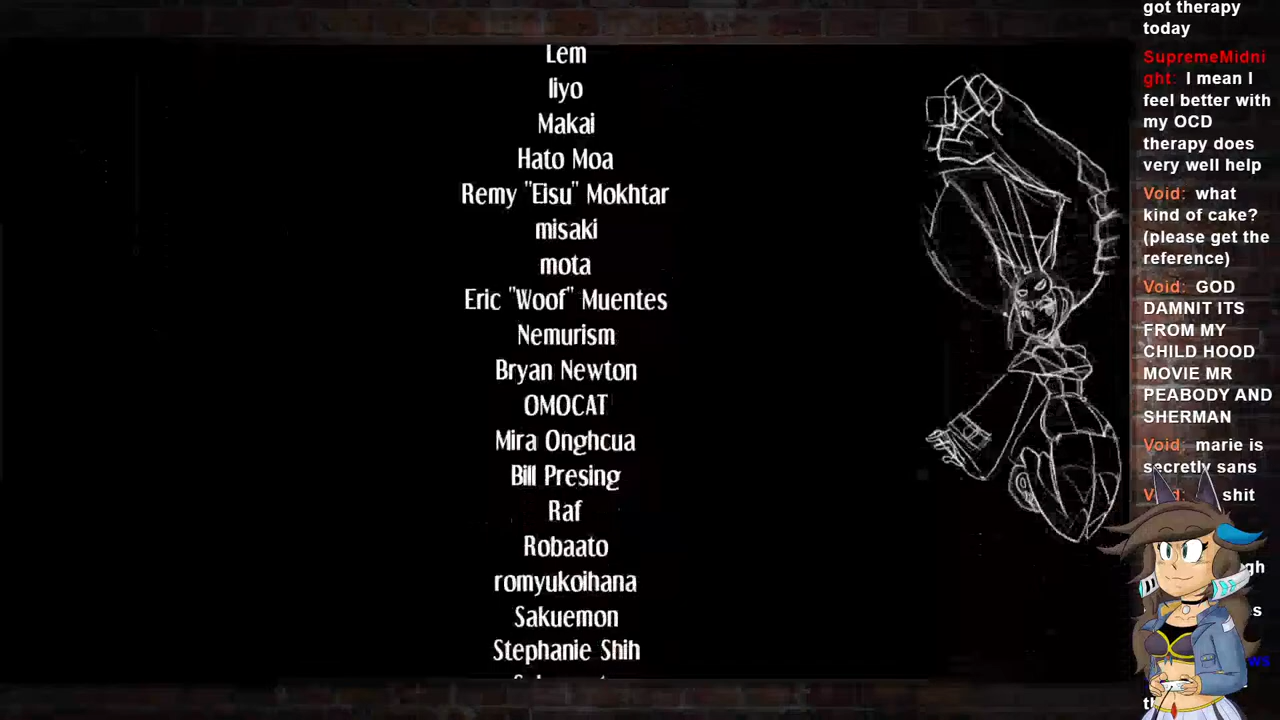 Lem
Iiyo
Makai
Hato Moa
Remy "Eisu" Mokhtar
misaki
mota
Eric "Woof" Muentes
Nemurism
Bryan Newton
OMOCAT
Mira Onghcua
Bill Presing
Raf
Robaato
romyukoihana
Sakuemon
Stephanie Shih
got therapy
today
SupremeMidni
ght: I mean I
feel better with
my OCD
therapy does
very well help
Void: what
kind of cake?
(please get the
reference)
Void: GOD
DAMNIT ITS
FROM MY
CHILD HOOD
MOVIE MR
PEABODY AND
SHERMAN
Void: marie is
secretly sans
shit